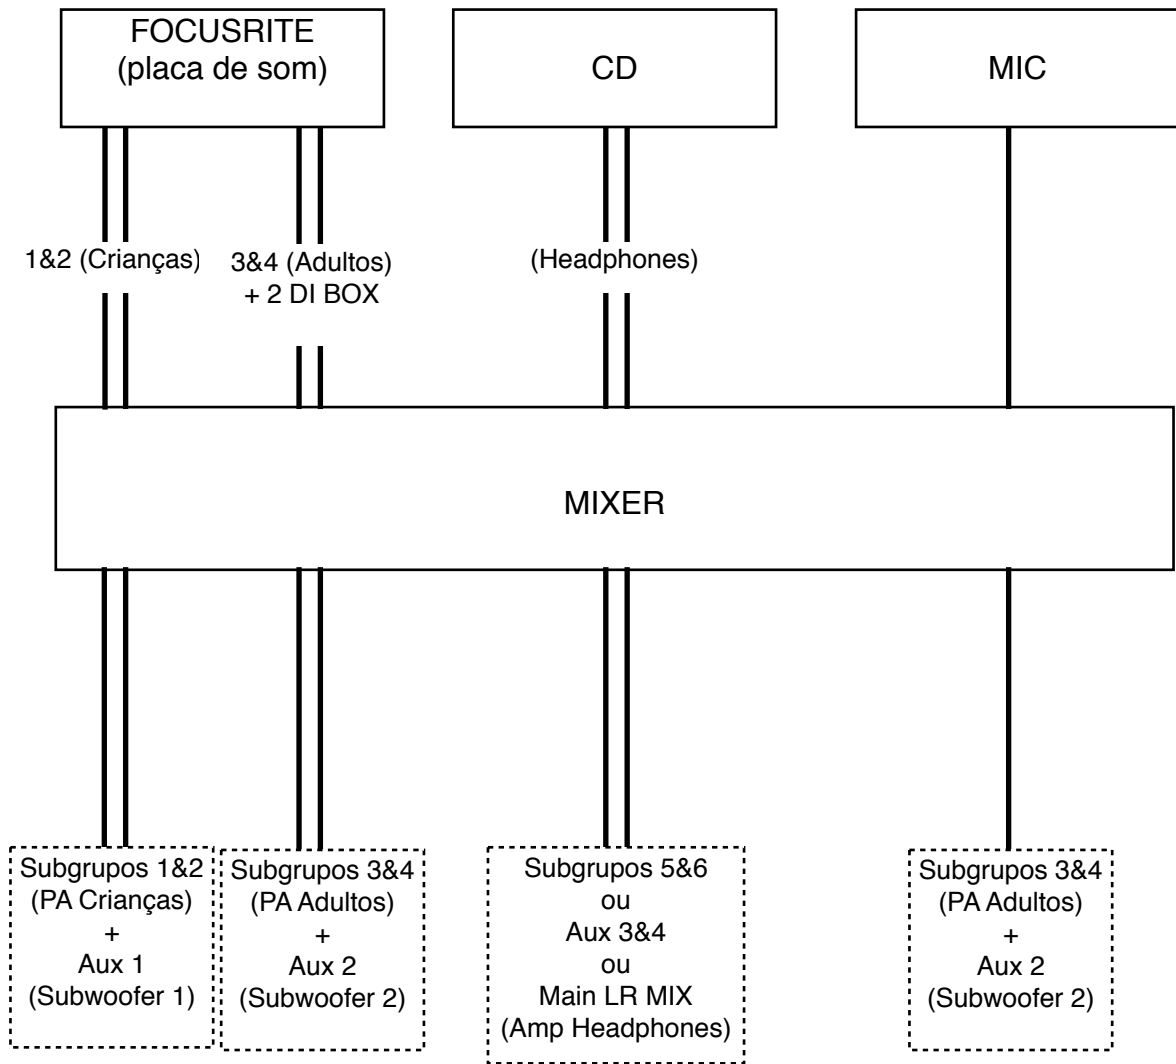 FOCUSRITE
(placa de som)
CD
MIC
1&2 (Crianças)
3&4 (Adultos)
+ 2 DI BOX
(Headphones)
MIXER
Subgrupos 1&2
(PA Crianças)
+
Aux 1
(Subwoofer 1)
Subgrupos 3&4
(PA Adultos)
+
Aux 2
(Subwoofer 2)
Subgrupos 5&6
ou
Aux 3&4
ou
Main LR MIX
(Amp Headphones)
Subgrupos 3&4
(PA Adultos)
+
Aux 2
(Subwoofer 2)